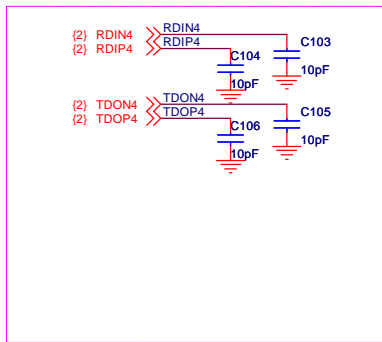 {2} RDIN4 RDIN4
{2} RDIP4 RDIP4
C103
C104
10pF
10pF
{2} TDON4 TDON4
{2} TDOP4 TDOP4
C105
C106
10pF
10pF